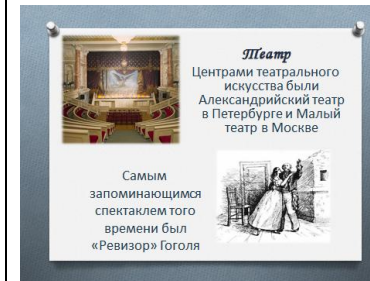 Театр
Центрами театрального
искусства были
Александрийский театр
в Петербурге и Малый
театр в Москве
Самым
запоминающимся
спектаклем того
времени был
«Ревизор» Гоголя